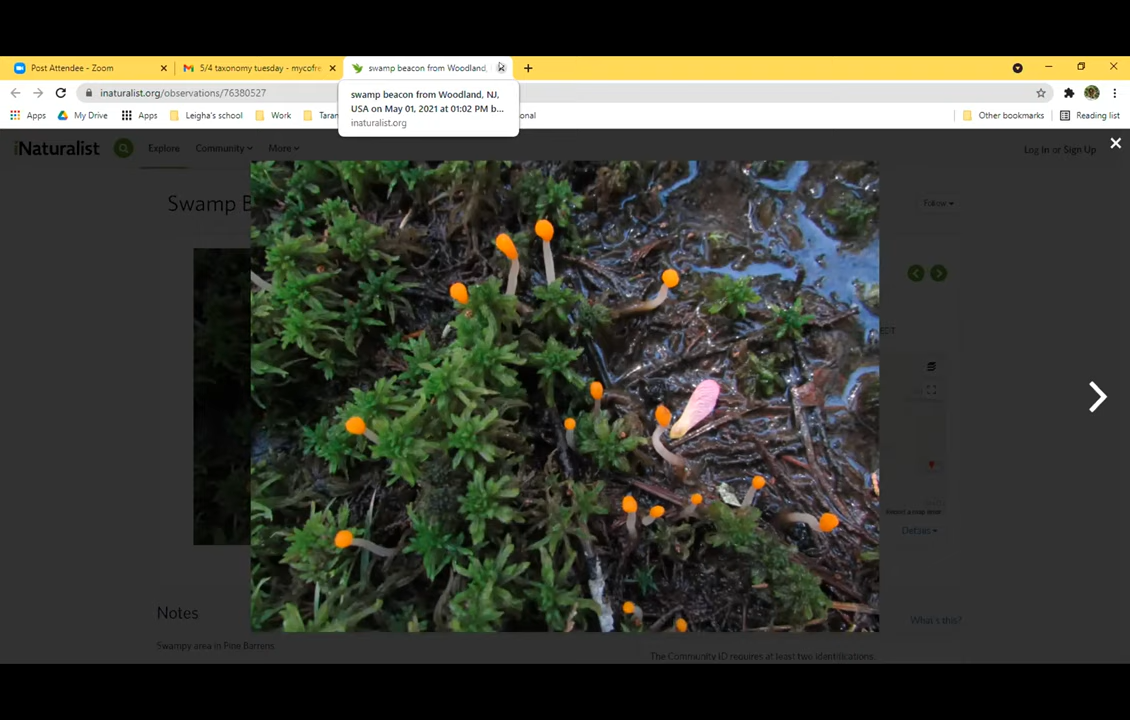 Post Attendee - Zoom
5/4 taxonomy tuesday - mycofre
swamp beacon from Woodland,
inaturalist.org/observations/76380527
swamp beacon from Woodland, NJ,
USA on May 01, 2021 at 01:02 PM b...
inaturalist.org
Apps
My Drive
Apps
Leigha's school
Work
Taran
onal
Other bookmarks
Reading list
iNaturalist
Explore
Community
More
Log In or Sign Up
Swamp B
Follow
Details
Notes
What's this?
Swampy area in Pine Barrens
The Community ID requires at least two identifications.